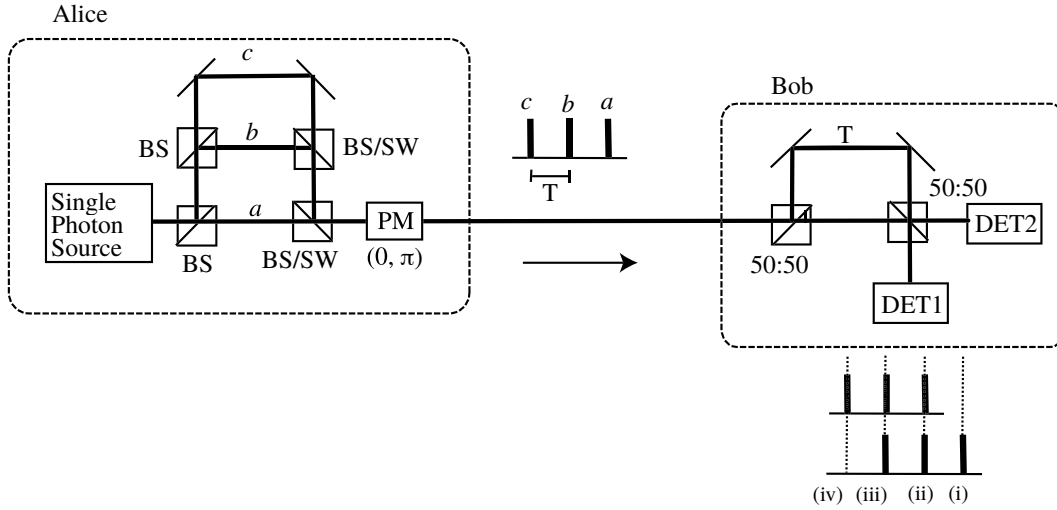 Alice
c
b
a
BS
BS/SW
Single
Photon
Source
a
BS
BS/SW
PM
(0, π)
c b a
T
Bob
T
50:50
50:50
DET2
DET1
(iv) (iii) (ii) (i)